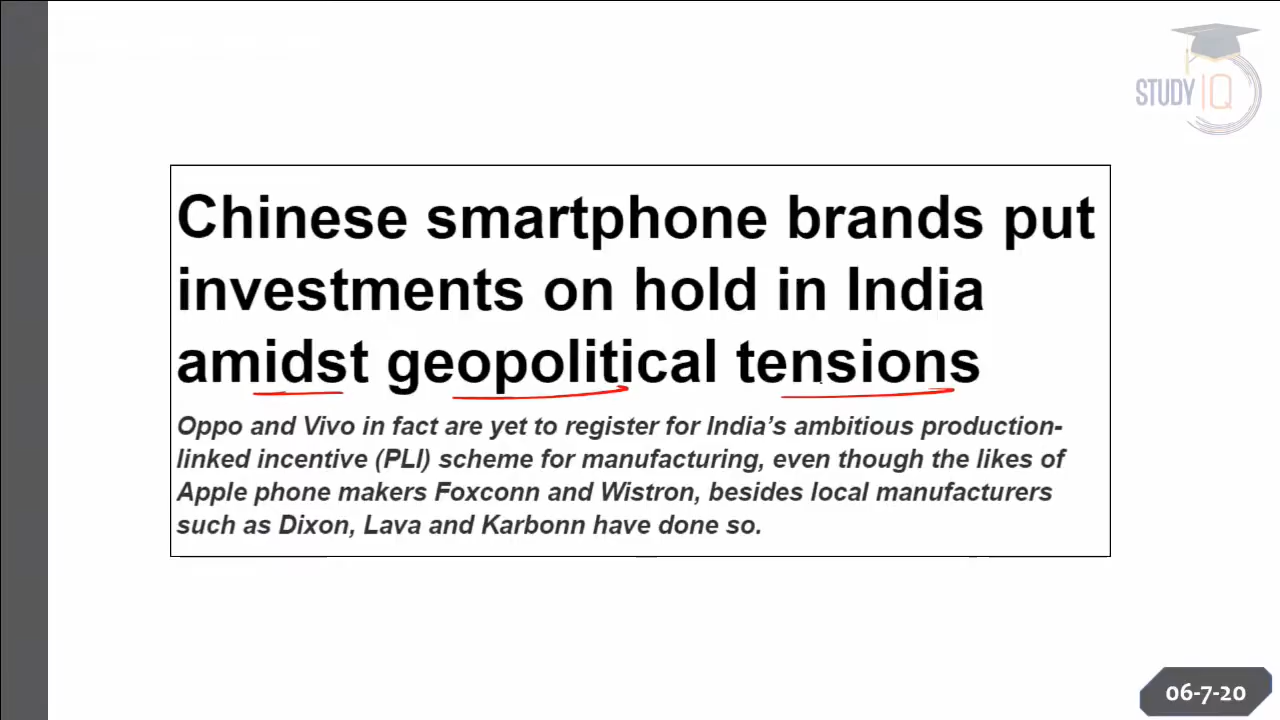 STUDY IQ
Chinese smartphone brands put
investments on hold in India
amidst geopolitical tensions
Oppo and Vivo in fact are yet to register for India's ambitious production-
linked incentive (PLI) scheme for manufacturing, even though the likes of
Apple phone makers Foxconn and Wistron, besides local manufacturers
such as Dixon, Lava and Karbonn have done so.
06-7-20